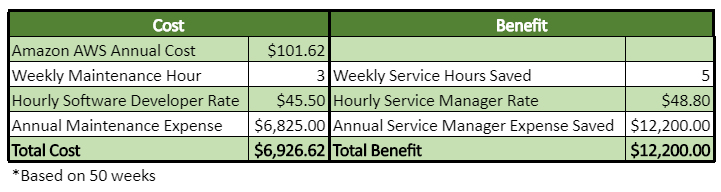 Cost Benefit
Amazon AWS Annual Cost $101.62
Weekly Maintenance Hour 3 Weekly Service Hours Saved 5
Hourly Software Developer Rate $45.50 Hourly Service Manager Rate $48.80
Annual Maintenance Expense $6,825.00 Annual Service Manager Expense Saved $12,200.00
Total Cost $6,926.62 Total Benefit $12,200.00
*Based on 50 weeks